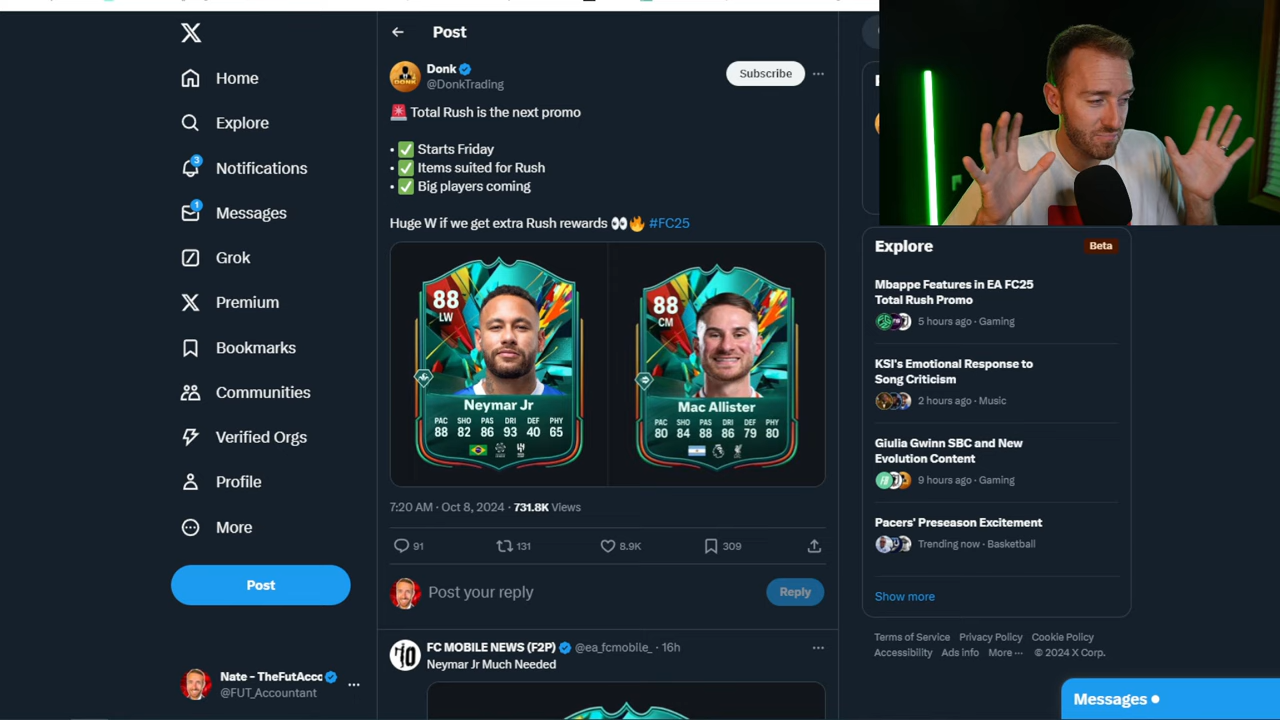 Home
Explore
Notifications
3
Messages
1
Grok
Premium
Bookmarks
Communities
Verified Orgs
Profile
More
Post
Nate - TheFutAccc
@FUT_Accountant
Post
Donk
@DonkTrading
Subscribe
🚨 Total Rush is the next promo
• ✅ Starts Friday
• ✅ Items suited for Rush
• ✅ Big players coming
Huge W if we get extra Rush rewards 👀🔥 #FC25
88
LW
Neymar Jr
PAC SHO PAS DRI DEF PHY
88 82 86 93 40 65
88
CM
Mac Allister
PAC SHO PAS DRI DEF PHY
80 84 88 86 79 80
7:20 AM · Oct 8, 2024 · 731.8K Views
91
131
8.9K
309
Post your reply
Reply
FC MOBILE NEWS (F2P) @ea_fcmobile_ · 16h
Neymar Jr Much Needed
Explore
Beta
Mbappe Features in EA FC25
Total Rush Promo
5 hours ago · Gaming
KSI's Emotional Response to
Song Criticism
2 hours ago · Music
Giulia Gwinn SBC and New
Evolution Content
9 hours ago · Gaming
Pacers' Preseason Excitement
Trending now · Basketball
Show more
Terms of Service Privacy Policy Cookie Policy
Accessibility Ads info More ··· © 2024 X Corp.
Messages